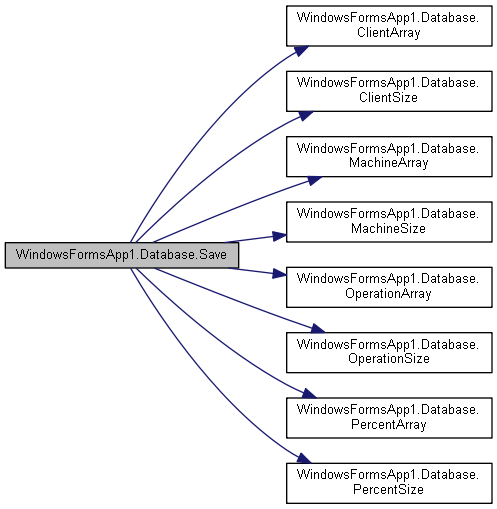 WindowsFormsApp1.Database.
ClientArray
WindowsFormsApp1.Database.
ClientSize
WindowsFormsApp1.Database.
MachineArray
WindowsFormsApp1.Database.
MachineSize
WindowsFormsApp1.Database.Save
WindowsFormsApp1.Database.
OperationArray
WindowsFormsApp1.Database.
OperationSize
WindowsFormsApp1.Database.
PercentArray
WindowsFormsApp1.Database.
PercentSize